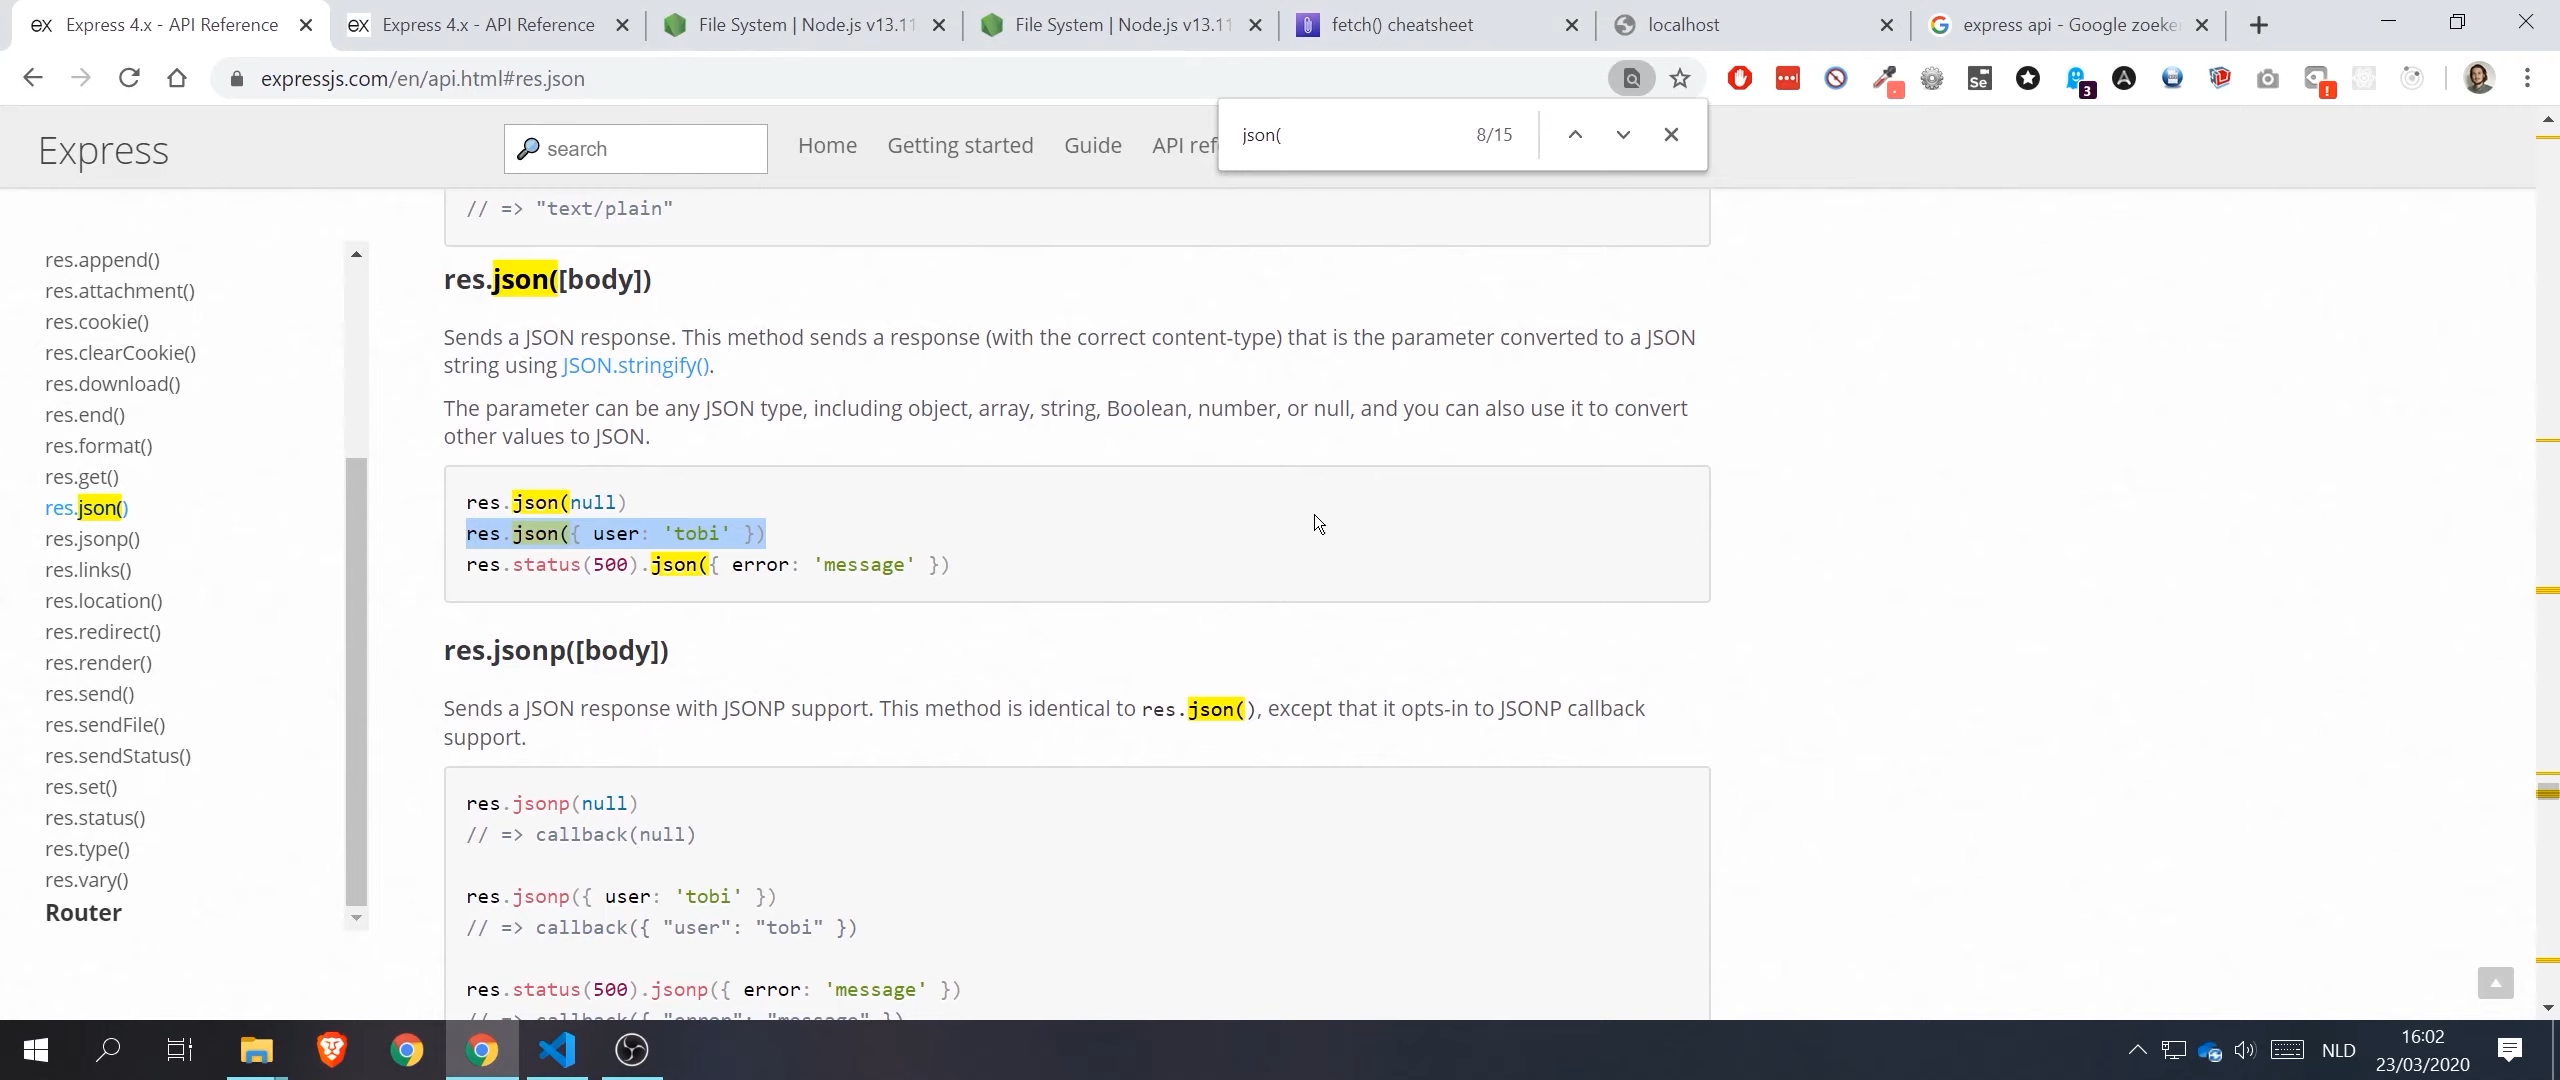 Express 4.x - API Reference
Express 4.x - API Reference
File System | Node.js v13.11
File System | Node.js v13.11
fetch() cheatsheet
localhost
express api - Google zoeken
expressjs.com/en/api.html#res.json
json(
8/15
Express
search
Home
Getting started
Guide
API ref
res.append()
res.attachment()
res.cookie()
res.clearCookie()
res.download()
res.end()
res.format()
res.get()
res.json()
res.jsonp()
res.links()
res.location()
res.redirect()
res.render()
res.send()
res.sendFile()
res.sendStatus()
res.set()
res.status()
res.type()
res.vary()
Router
// => "text/plain"
res.json([body])
Sends a JSON response. This method sends a response (with the correct content-type) that is the parameter converted to a JSON
string using JSON.stringify().
The parameter can be any JSON type, including object, array, string, Boolean, number, or null, and you can also use it to convert
other values to JSON.
res.json(null)
res.json({ user: 'tobi' })
res.status(500).json({ error: 'message' })
res.jsonp([body])
Sends a JSON response with JSONP support. This method is identical to res.json(), except that it opts-in to JSONP callback
support.
res.jsonp(null)
// => callback(null)
res.jsonp({ user: 'tobi' })
// => callback({ "user": "tobi" })
res.status(500).jsonp({ error: 'message' })
// => callback({ "error": "message" })
NLD
16:02
23/03/2020